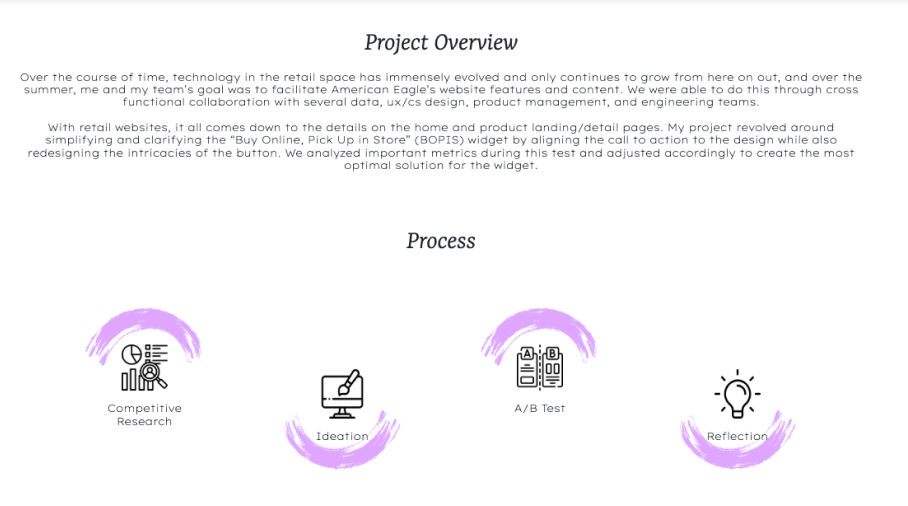 Project Overview
Over the course of time, technology in the retail space has immensely evolved and only continues to grow from here on out, and over the
summer, me and my team's goal was to facilitate American Eagle's website features and content. We were able to do this through cross
functional collaboration with several data, ux/cs design, product management, and engineering teams.
With retail websites, it all comes down to the details on the home and product landing/detail pages. My project revolved around
simplifying and clarifying the “Buy Online, Pick Up in Store” (BOPIS) widget by aligning the call to action to the design while also
redesigning the intricacies of the button. We analyzed important metrics during this test and adjusted accordingly to create the most
optimal solution for the widget.
Process
A B
Competitive
Research
Ideation
A/B Test
Reflection